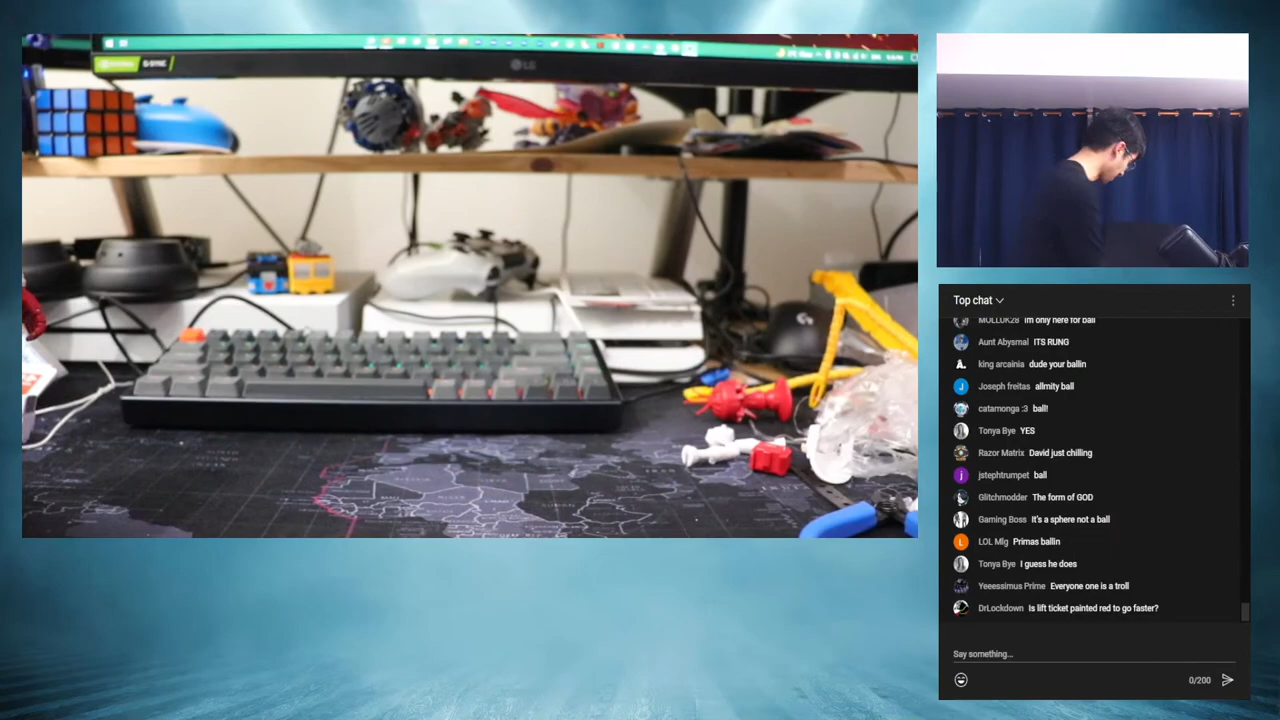 G-SYNC
LG
G
Top chat
MOLLUK28 Im only here for ball
Aunt Abysmal ITS RUNG
king arcainia dude your ballin
Joseph freitas allmity ball
catamonga :3 ball!
Tonya Bye YES
Razor Matrix David just chilling
jstephtrumpet ball
Glitchmodder The form of GOD
Gaming Boss It's a sphere not a ball
LOL Mlg Primas ballin
Tonya Bye I guess he does
Yeeessimus Prime Everyone one is a troll
DrLockdown Is lift ticket painted red to go faster?
Say something...
0/200